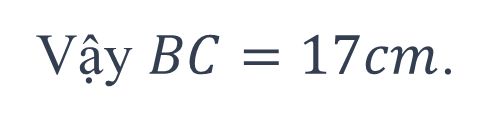 Vậy BC = 17cm.